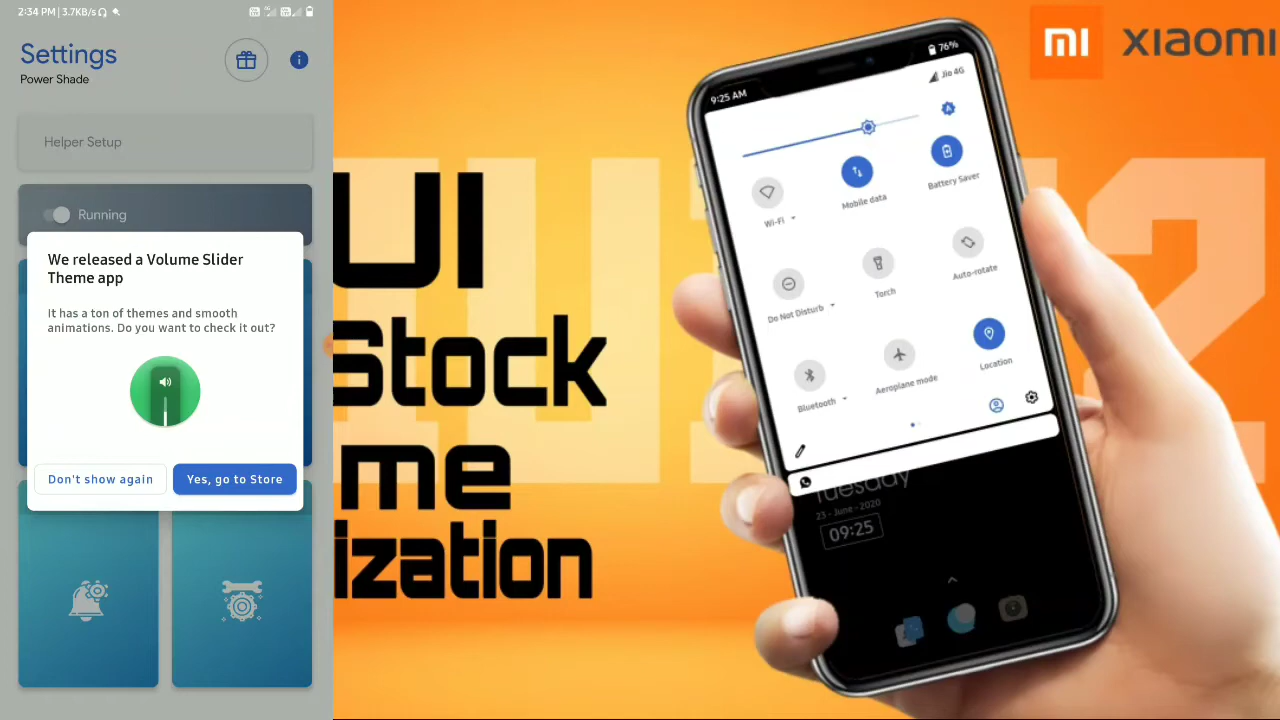 2:34 PM | 3.7KB/s
Settings
Power Shade
Helper Setup
Running
We released a Volume Slider
Theme app
It has a ton of themes and smooth
animations. Do you want to check it out?
Don't show again
Yes, go to Store
UI
Stock
me
ization
mi xiaomi
9:25 AM
76%
Jio 4G
Wi-Fi
Mobile data
Battery Saver
Do Not Disturb
Torch
Auto-rotate
Bluetooth
Aeroplane mode
Location
Tuesday
23 - June - 2020
09:25